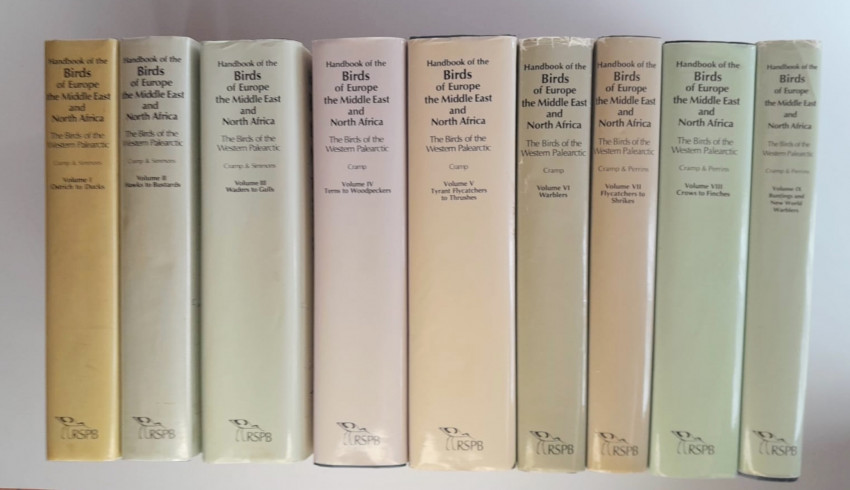 Handbook of the
Birds
of Europe
the Middle East
and
North Africa
The Birds of the
Western Palearctic
Cramp & Simmons
Volume I
Ostrich to Ducks
RSPB
Handbook of the
Birds
of Europe
the Middle East
and
North Africa
The Birds of the
Western Palearctic
Cramp & Simmons
Volume II
Hawks to Bustards
RSPB
Handbook of the
Birds
of Europe
the Middle East
and
North Africa
The Birds of the
Western Palearctic
Cramp & Simmons
Volume III
Waders to Gulls
RSPB
Handbook of the
Birds
of Europe
the Middle East
and
North Africa
The Birds of the
Western Palearctic
Cramp
Volume IV
Terns to Woodpeckers
RSPB
Handbook of the
Birds
of Europe
the Middle East
and
North Africa
The Birds of the
Western Palearctic
Cramp
Volume V
Tyrant Flycatchers
to Thrushes
RSPB
Handbook of the
Birds
of Europe
the Middle East
and
North Africa
The Birds of the
Western Palearctic
Cramp
Volume VI
Warblers
RSPB
Handbook of the
Birds
of Europe
the Middle East
and
North Africa
The Birds of the
Western Palearctic
Cramp & Perrins
Volume VII
Flycatchers to
Shrikes
RSPB
Handbook of the
Birds
of Europe
the Middle East
and
North Africa
The Birds of the
Western Palearctic
Cramp & Perrins
Volume VIII
Crows to Finches
RSPB
Handbook of the
Birds
of Europe
the Middle East
and
North Africa
The Birds of the
Western Palearctic
Cramp & Perrins
Volume IX
Buntings and
New World
Warblers
RSPB